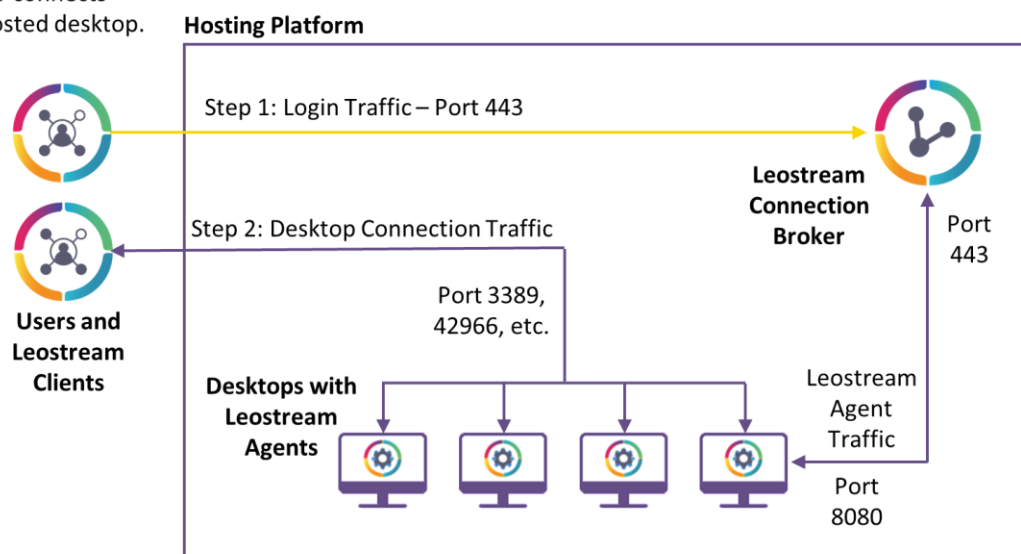 connects
osted desktop.
Hosting Platform
Step 1: Login Traffic – Port 443
Leostream
Connection
Broker
Port
443
Step 2: Desktop Connection Traffic
Port 3389,
42966, etc.
Users and
Leostream
Clients
Desktops with
Leostream
Agents
Leostream
Agent
Traffic
Port
8080